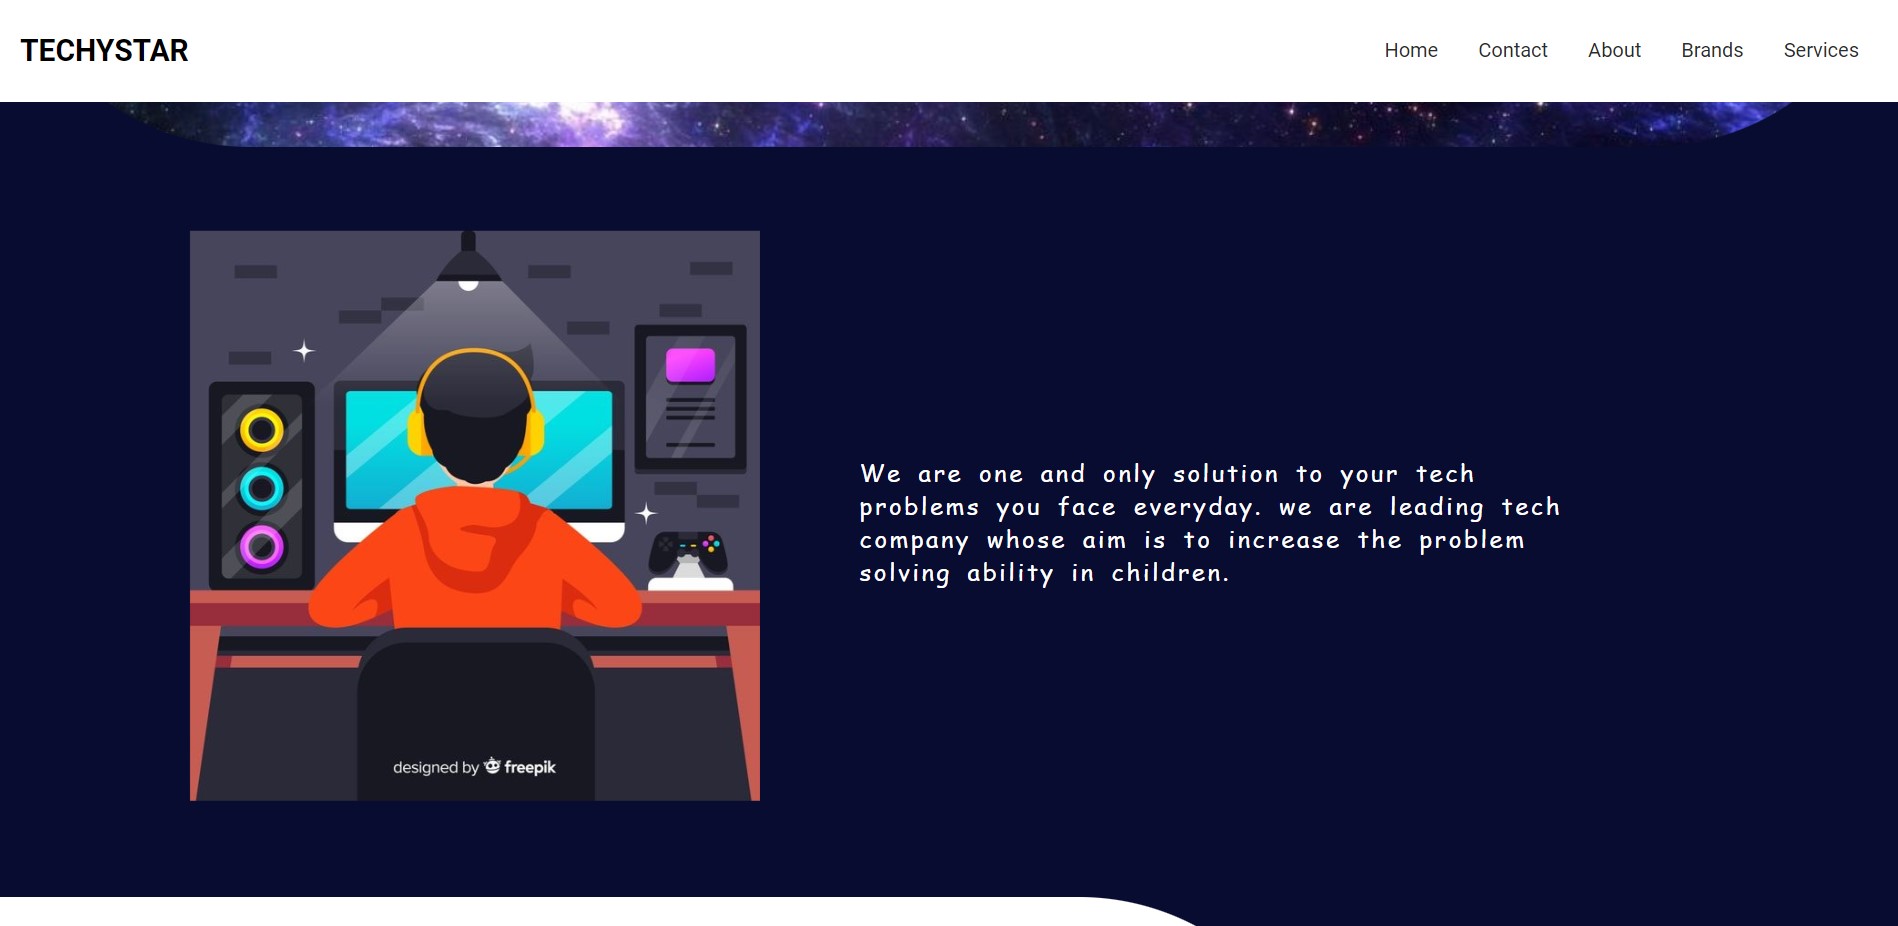 TECHYSTAR
Home Contact About Brands Services
We are one and only solution to your tech
problems you face everyday. we are leading tech
company whose aim is to increase the problem
solving ability in children.
designed by freepik